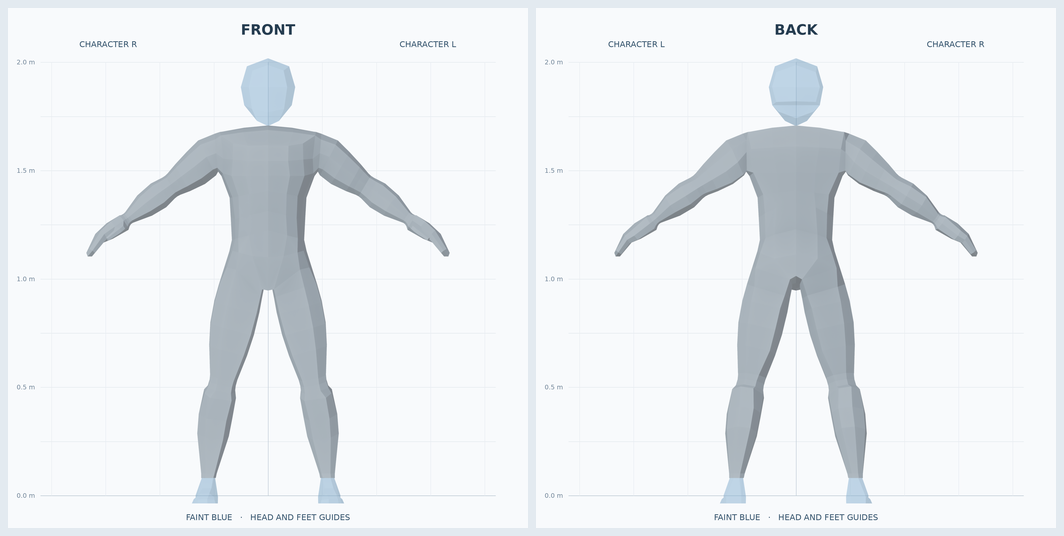 FRONT
CHARACTER R
CHARACTER L
2.0 m
1.5 m
1.0 m
0.5 m
0.0 m
FAINT BLUE · HEAD AND FEET GUIDES
BACK
CHARACTER L
CHARACTER R
2.0 m
1.5 m
1.0 m
0.5 m
0.0 m
FAINT BLUE · HEAD AND FEET GUIDES